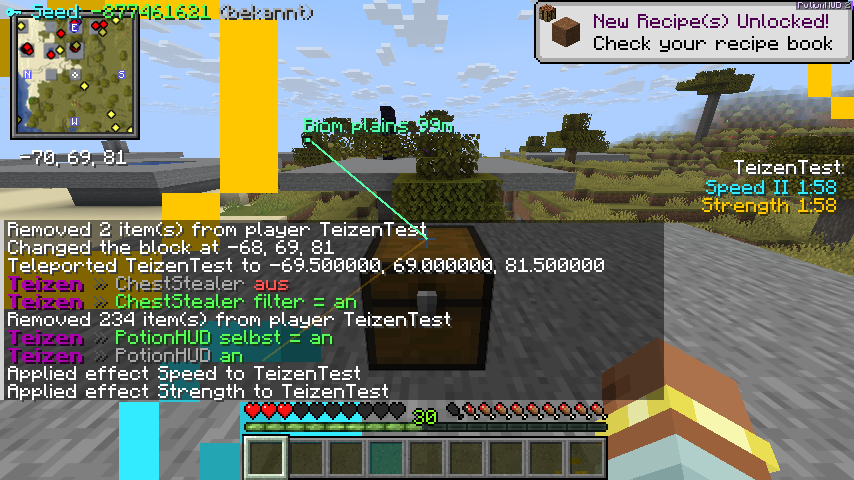 Seed -877461621 (bekannt)
PotionHUD 2
New Recipe(s) Unlocked!
Check your recipe book
E
N
S
W
Biom plains 99m
-70, 69, 81
TeizenTest:
Speed II 1:58
Strength 1:58
Removed 2 item(s) from player TeizenTest
Changed the block at -68, 69, 81
Teleported TeizenTest to -69.500000, 69.000000, 81.500000
Teizen » ChestStealer aus
Teizen » ChestStealer filter = an
Removed 234 item(s) from player TeizenTest
Teizen » PotionHUD selbst = an
Teizen » PotionHUD an
Applied effect Speed to TeizenTest
Applied effect Strength to TeizenTest
30